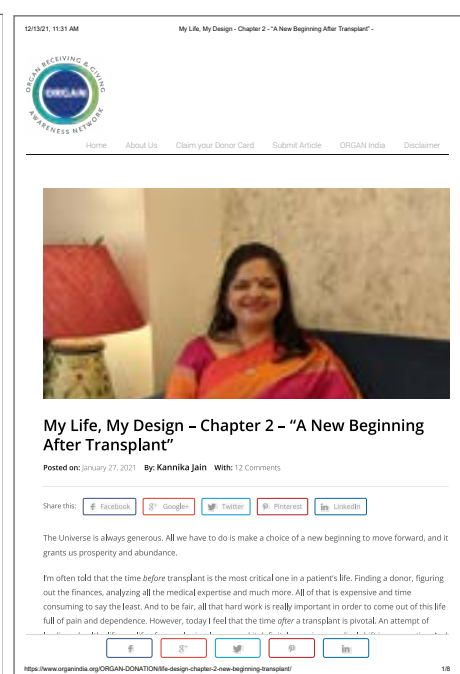 12/13/21, 11:31 AM My Life, My Design - Chapter 2 - “A New Beginning After Transplant” -
ORGAN RECEIVING & GIVING
ORGAN
AWARENESS NETWORK
Home About Us Claim your Donor Card Submit Article ORGAN India Disclaimer
My Life, My Design – Chapter 2 – “A New Beginning
After Transplant”
Posted on: January 27, 2021 By: Kannika Jain With: 12 Comments
Share this: Facebook Google+ Twitter Pinterest LinkedIn
The Universe is always generous. All we have to do is make a choice of a new beginning to move forward, and it
grants us prosperity and abundance.
I’m often told that the time before transplant is the most critical one in a patient’s life. Finding a donor, figuring
out the finances, analyzing all the medical expertise and much more. All of that is expensive and time
consuming to say the least. And to be fair, all that hard work is really important in order to come out of this life
full of pain and dependence. However, today I feel that the time after a transplant is pivotal. An attempt of
https://www.organindia.org/ORGAN-DONATION/life-design-chapter-2-new-beginning-transplant/ 1/8